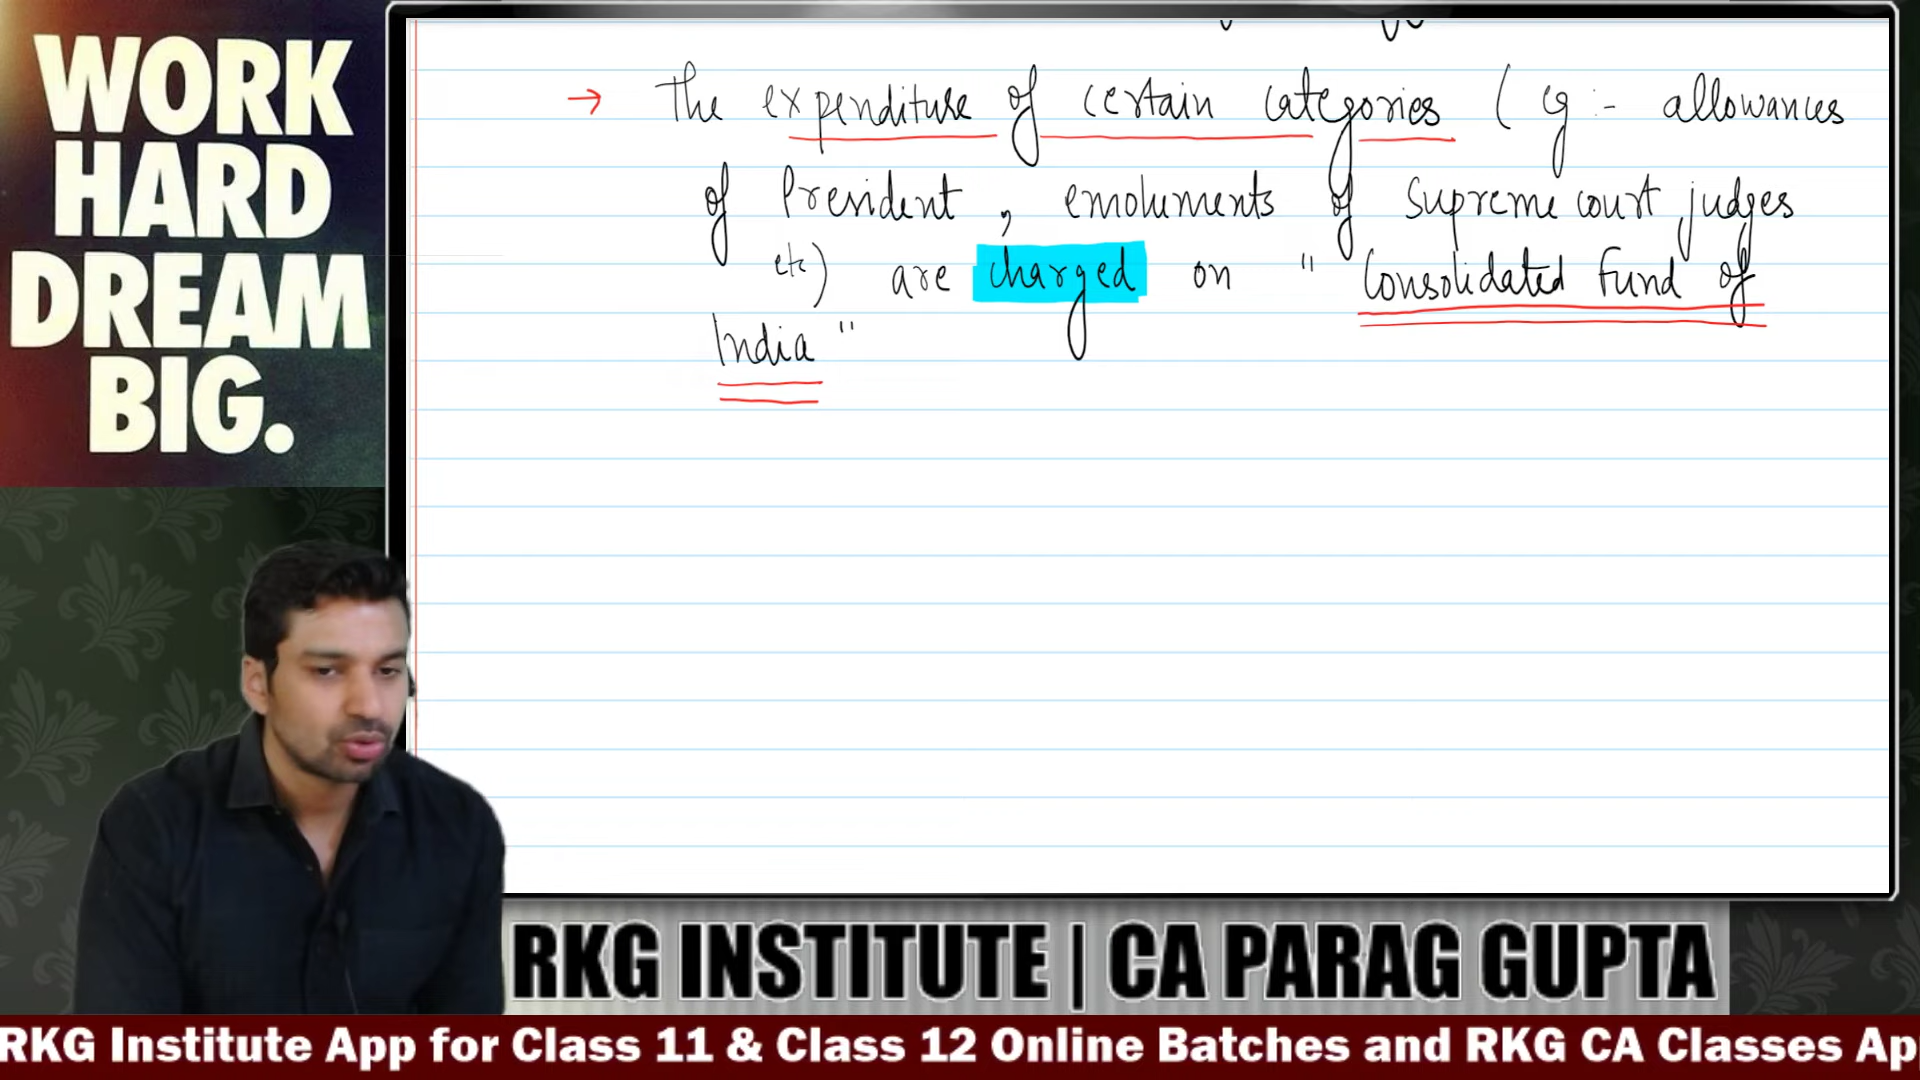 WORK
HARD
DREAM
BIG.
→ The expenditure of certain categories ( eg :- allowances
of President , emoluments of Supreme court judges
etc) are charged on " Consolidated Fund of
India "
RKG INSTITUTE | CA PARAG GUPTA
RKG Institute App for Class 11 & Class 12 Online Batches and RKG CA Classes Ap